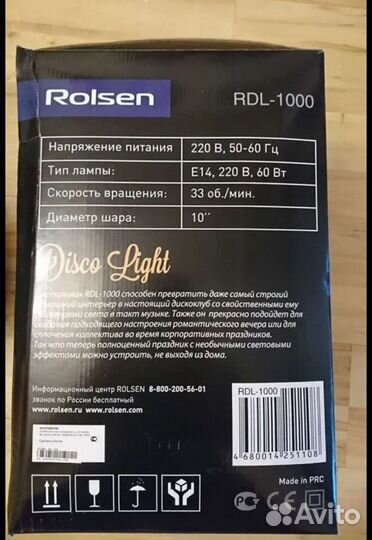 Rolsen
RDL-1000
Напряжение питания 220 В, 50-60 Гц
Тип лампы: E14, 220 В, 60 Вт
Скорость вращения: 33 об./мин.
Диаметр шара: 10''
Disco Light
RDL-1000 способен превратить даже самый строгий
интерьер в настоящий дискоклуб со свойственными ему
света в такт музыке. Также он прекрасно подойдет для
создания подходящего настроения романтического вечера или для
сплочения коллектива во время корпоративных праздников.
Так что теперь полноценный праздник с необычными световыми
эффектами можно устроить, не выходя из дома.
Информационный центр ROLSEN 8-800-200-56-01
звонок по России бесплатный
www.rolsen.ru www.rolsen.com
RDL-1000
4 680014 251108
Made in PRC
PG
Avito